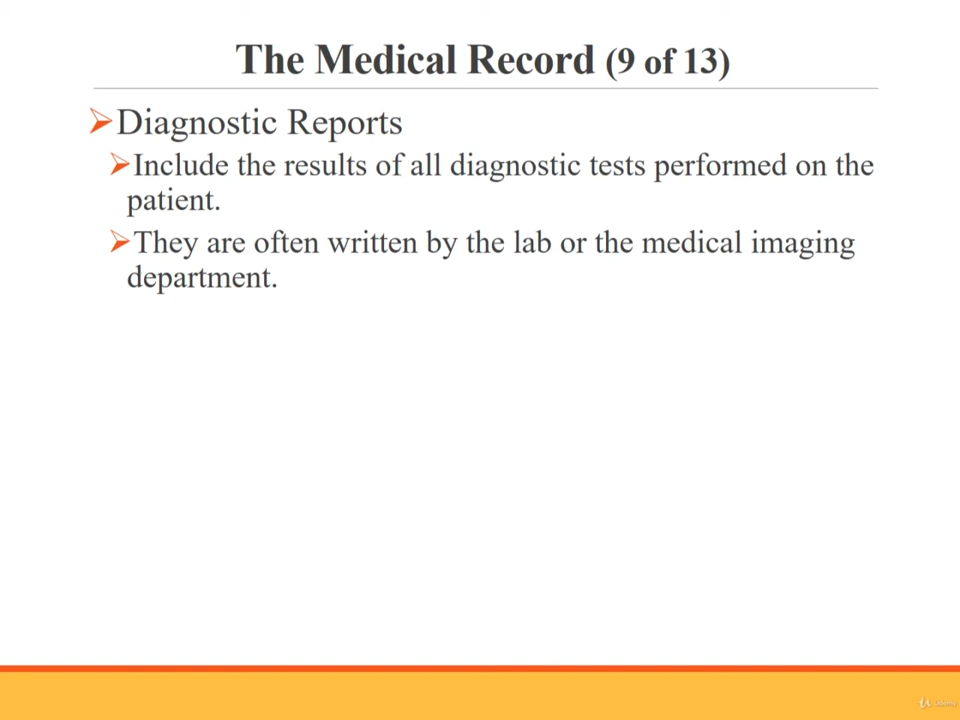 The Medical Record (9 of 13)
Diagnostic Reports
Include the results of all diagnostic tests performed on the
patient.
They are often written by the lab or the medical imaging
department.
Udemy